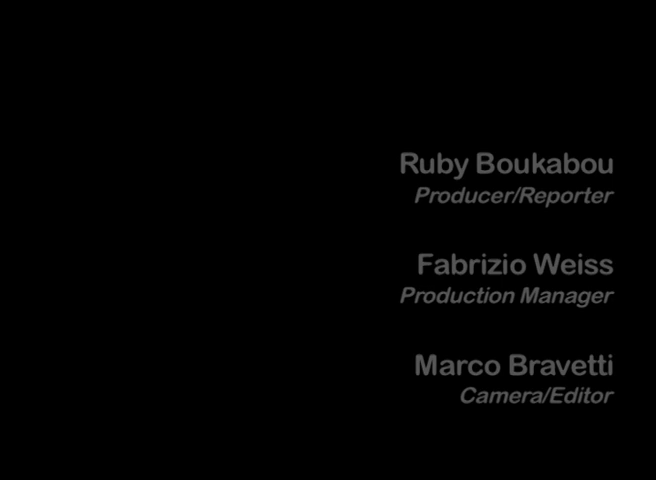 Ruby Boukabou
Producer/Reporter
Fabrizio Weiss
Production Manager
Marco Bravetti
Camera/Editor